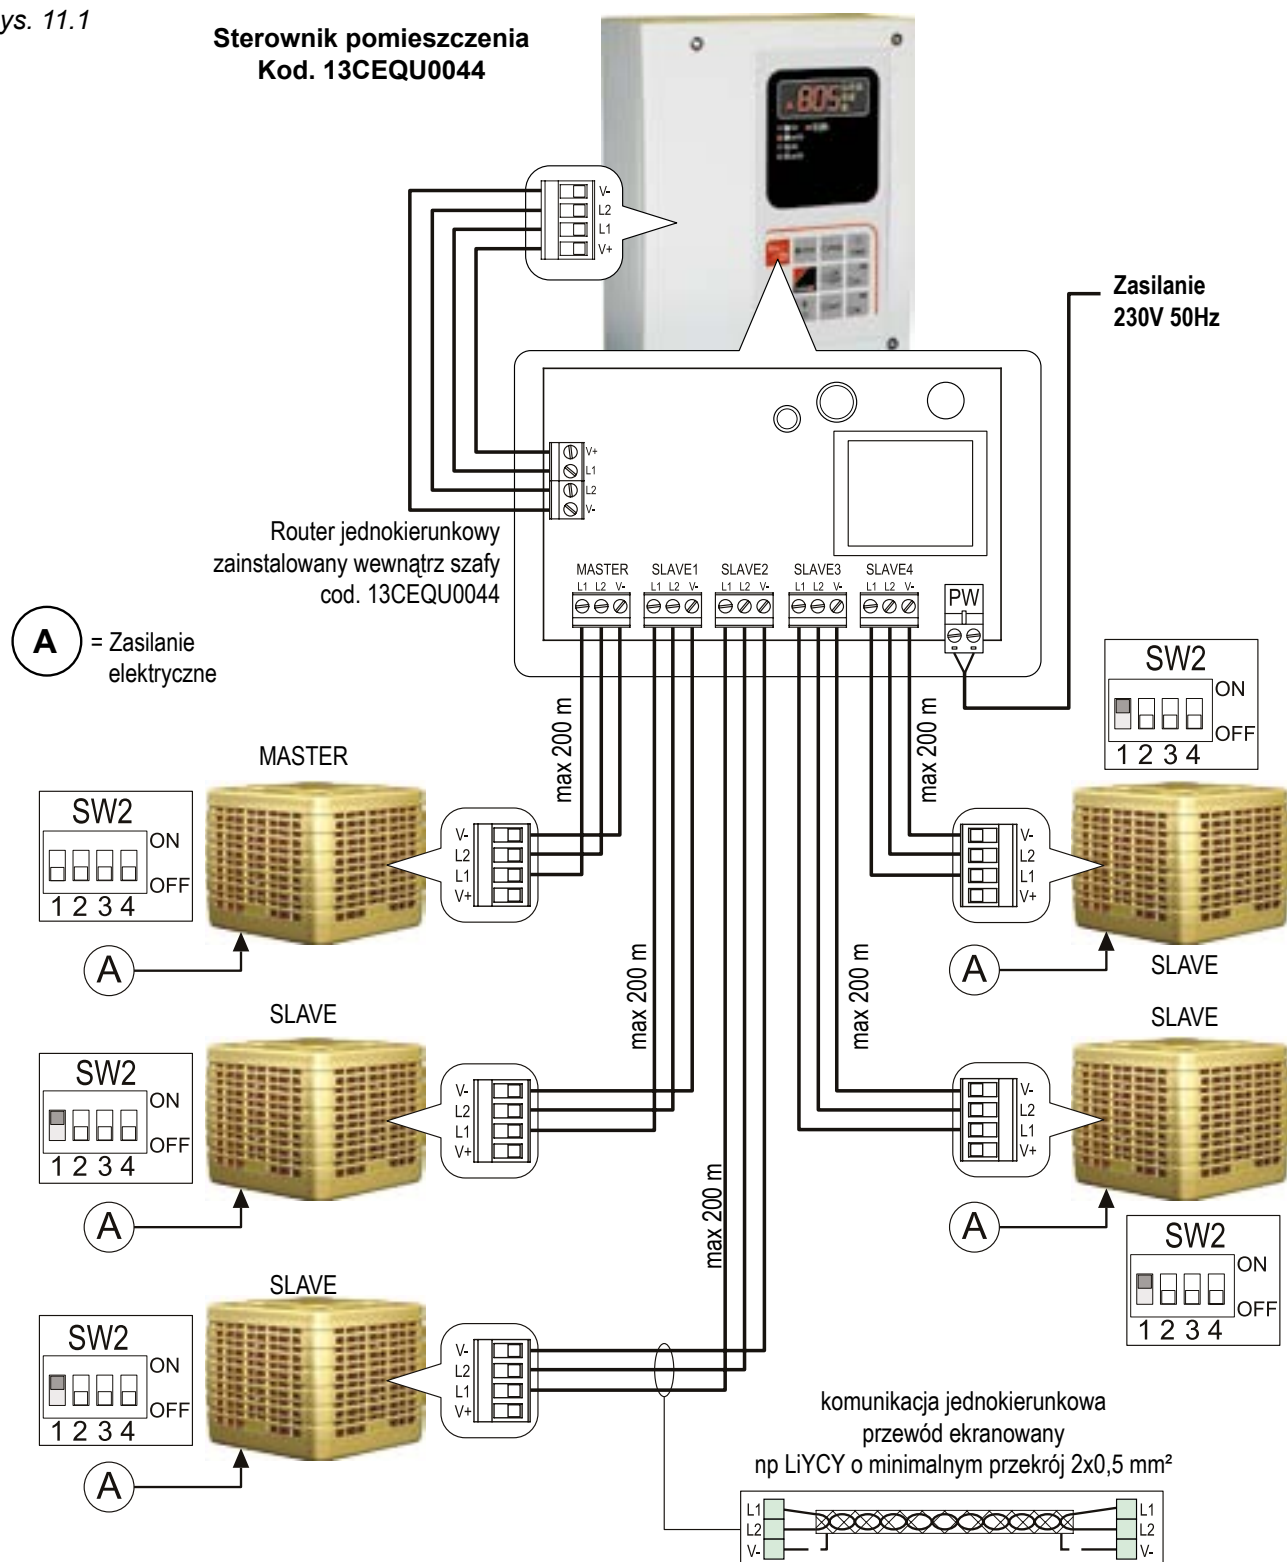 ys. 11.1
Sterownik pomieszczenia
Kod. 13CEQU0044
805
V-
L2
L1
V+
Zasilanie
230V 50Hz
V+
L1
L2
V-
Router jednokierunkowy
zainstalowany wewnątrz szafy
cod. 13CEQU0044
MASTER SLAVE1 SLAVE2 SLAVE3 SLAVE4
L1 L2 V- L1 L2 V- L1 L2 V- L1 L2 V- L1 L2 V-
PW
A = Zasilanie
elektryczne
max 200 m
max 200 m
SW2
ON
OFF
1 2 3 4
MASTER
SW2
ON
OFF
1 2 3 4
V-
L2
L1
V+
A
V-
L2
L1
V+
A
SLAVE
max 200 m
max 200 m
SLAVE
SW2
ON
OFF
1 2 3 4
V-
L2
L1
V+
A
SLAVE
V-
L2
L1
V+
A
SW2
ON
OFF
1 2 3 4
max 200 m
SLAVE
SW2
ON
OFF
1 2 3 4
V-
L2
L1
V+
A
komunikacja jednokierunkowa
przewód ekranowany
np LiYCY o minimalnym przekrój 2x0,5 mm²
L1 L1
L2 L2
V- V-